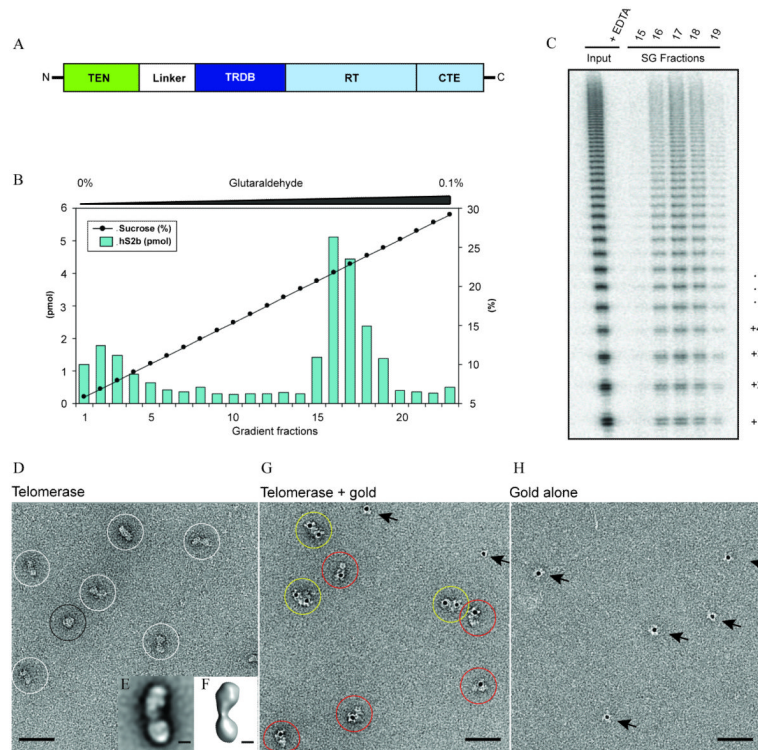 A
N TEN Linker TRDB RT CTE C
B
0% Glutaraldehyde 0.1%
Sucrose (%)
hS2b (pmol)
(pmol)
6
5
4
3
2
1
0
(%)
30
25
20
15
10
5
1 5 10 15 20
Gradient fractions
C
+ EDTA 15 16 17 18 19
Input SG Fractions
D
Telomerase
E
F
G
Telomerase + gold
H
Gold alone